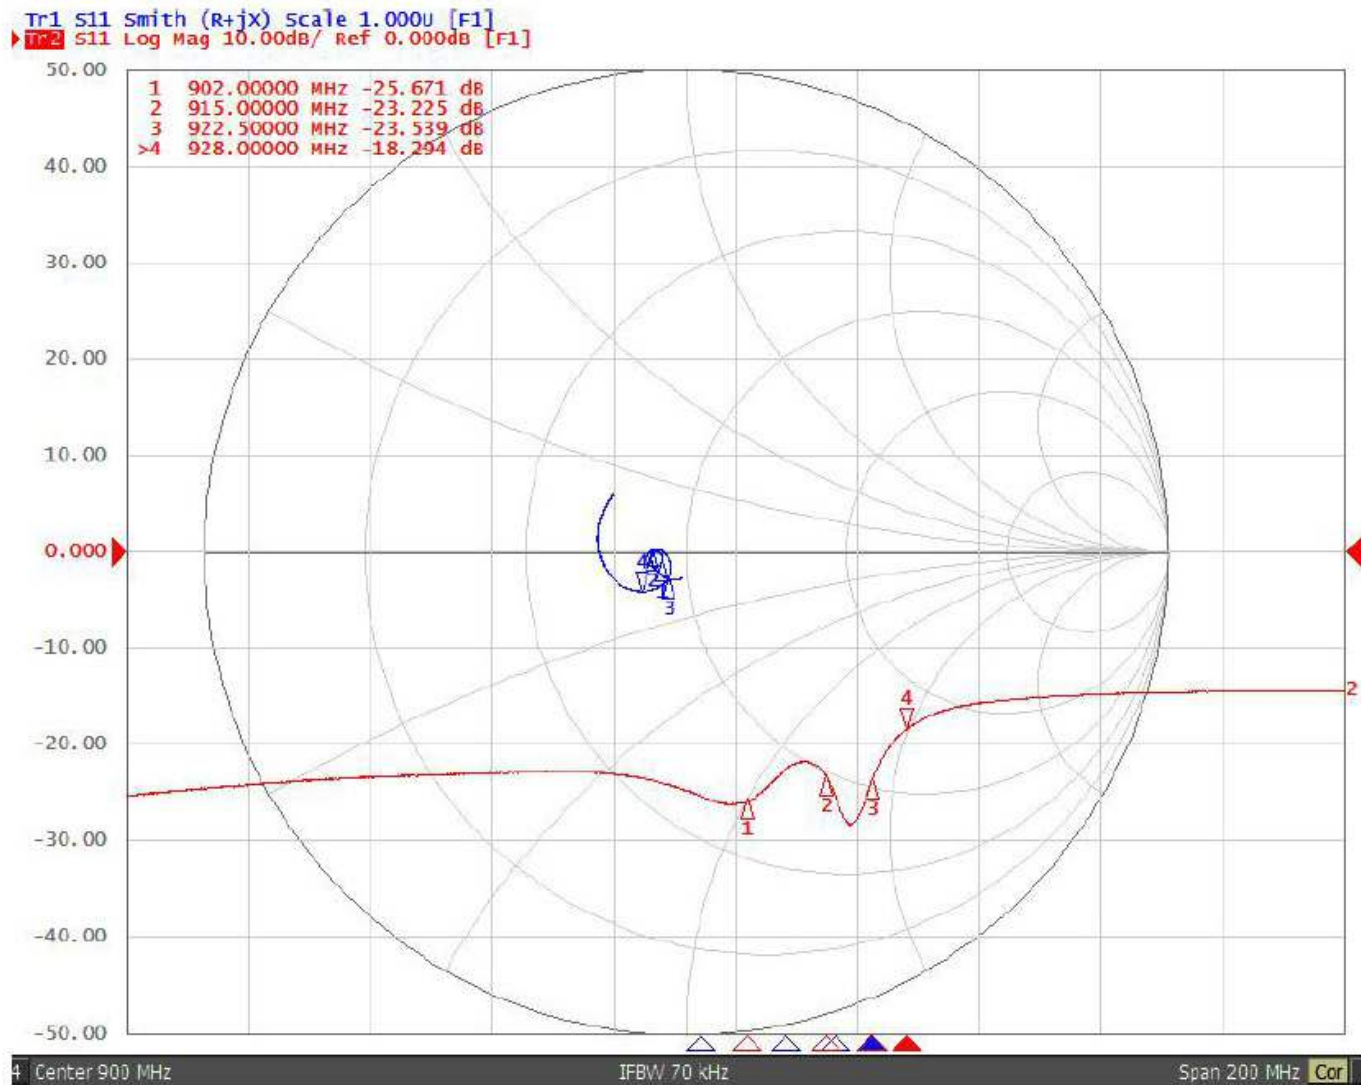 Tr1 S11 Smith (R+jX) Scale 1.000U [F1]
Tr2 S11 Log Mag 10.00dB/ Ref 0.000dB [F1]
50.00
1 902.00000 MHz -25.671 dB
2 915.00000 MHz -23.225 dB
3 922.50000 MHz -23.539 dB
>4 928.00000 MHz -18.294 dB
40.00
30.00
20.00
10.00
0.000
4
2
1
3
-10.00
4
2
-20.00
1
2
3
-30.00
-40.00
-50.00
4 Center 900 MHz IFBW 70 kHz Span 200 MHz Cor